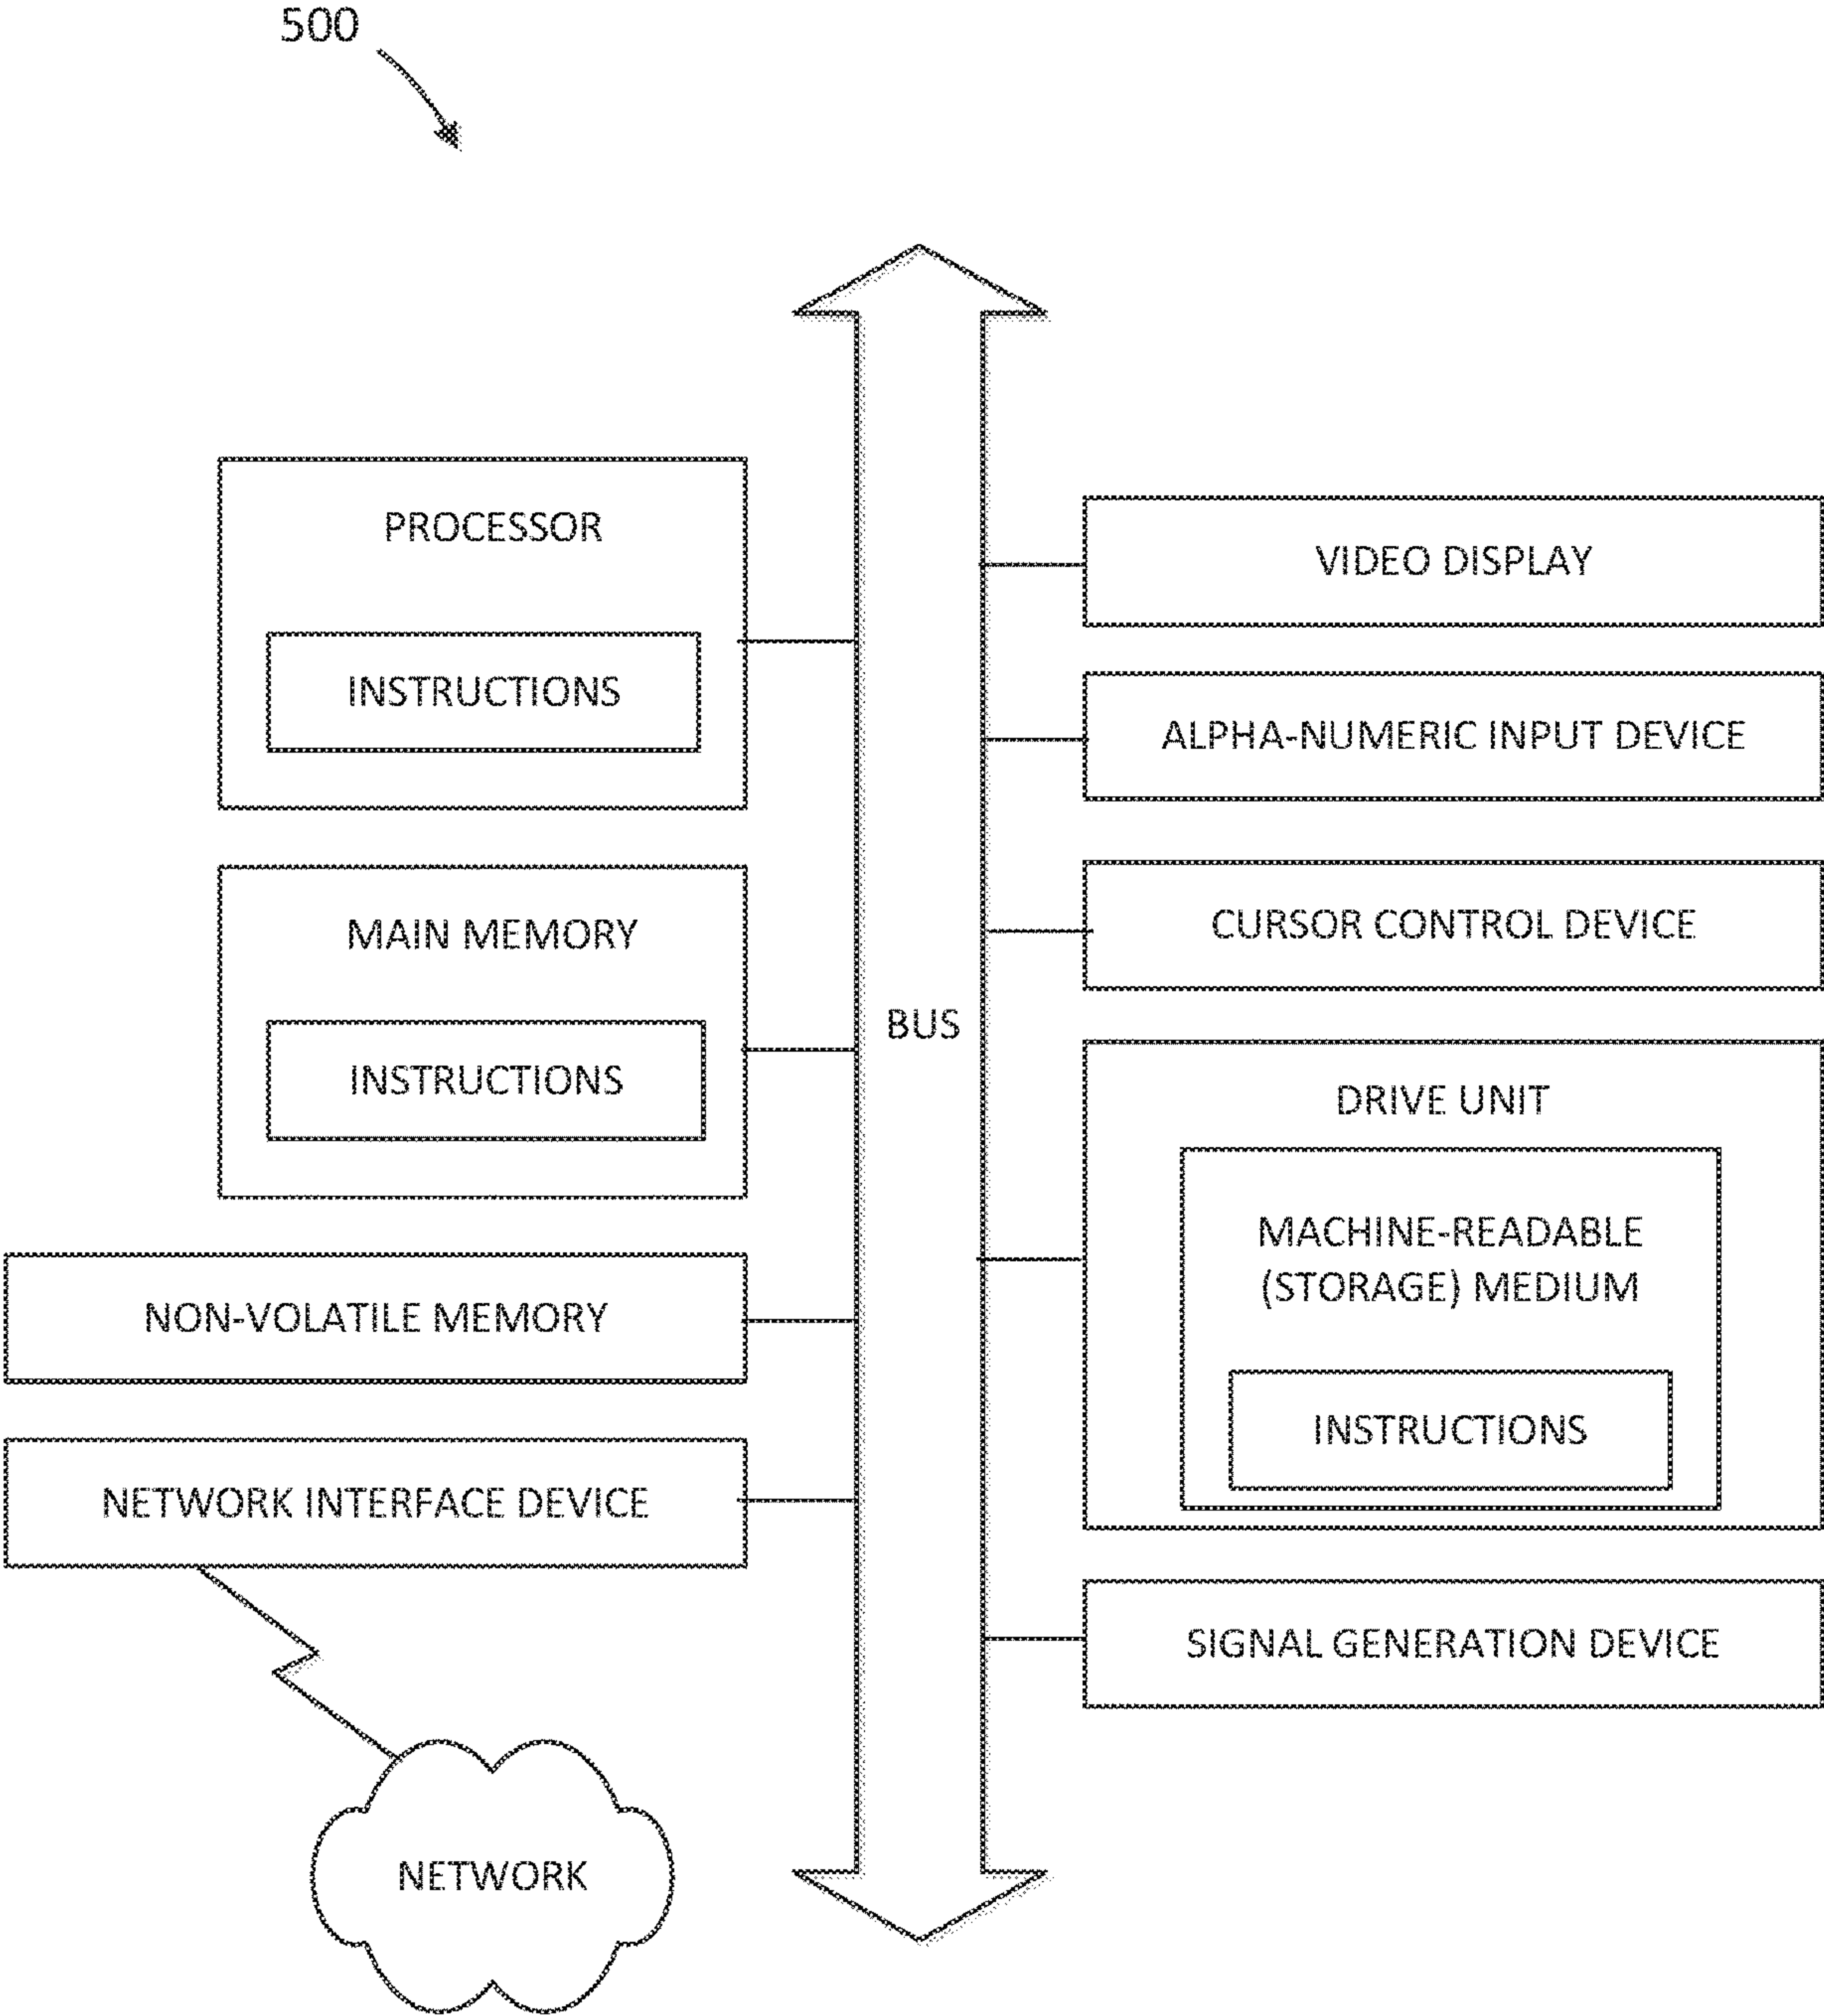 500
PROCESSOR
INSTRUCTIONS
MAIN MEMORY
INSTRUCTIONS
NON-VOLATILE MEMORY
NETWORK INTERFACE DEVICE
NETWORK
BUS
VIDEO DISPLAY
ALPHA-NUMERIC INPUT DEVICE
CURSOR CONTROL DEVICE
DRIVE UNIT
MACHINE-READABLE
(STORAGE) MEDIUM
INSTRUCTIONS
SIGNAL GENERATION DEVICE